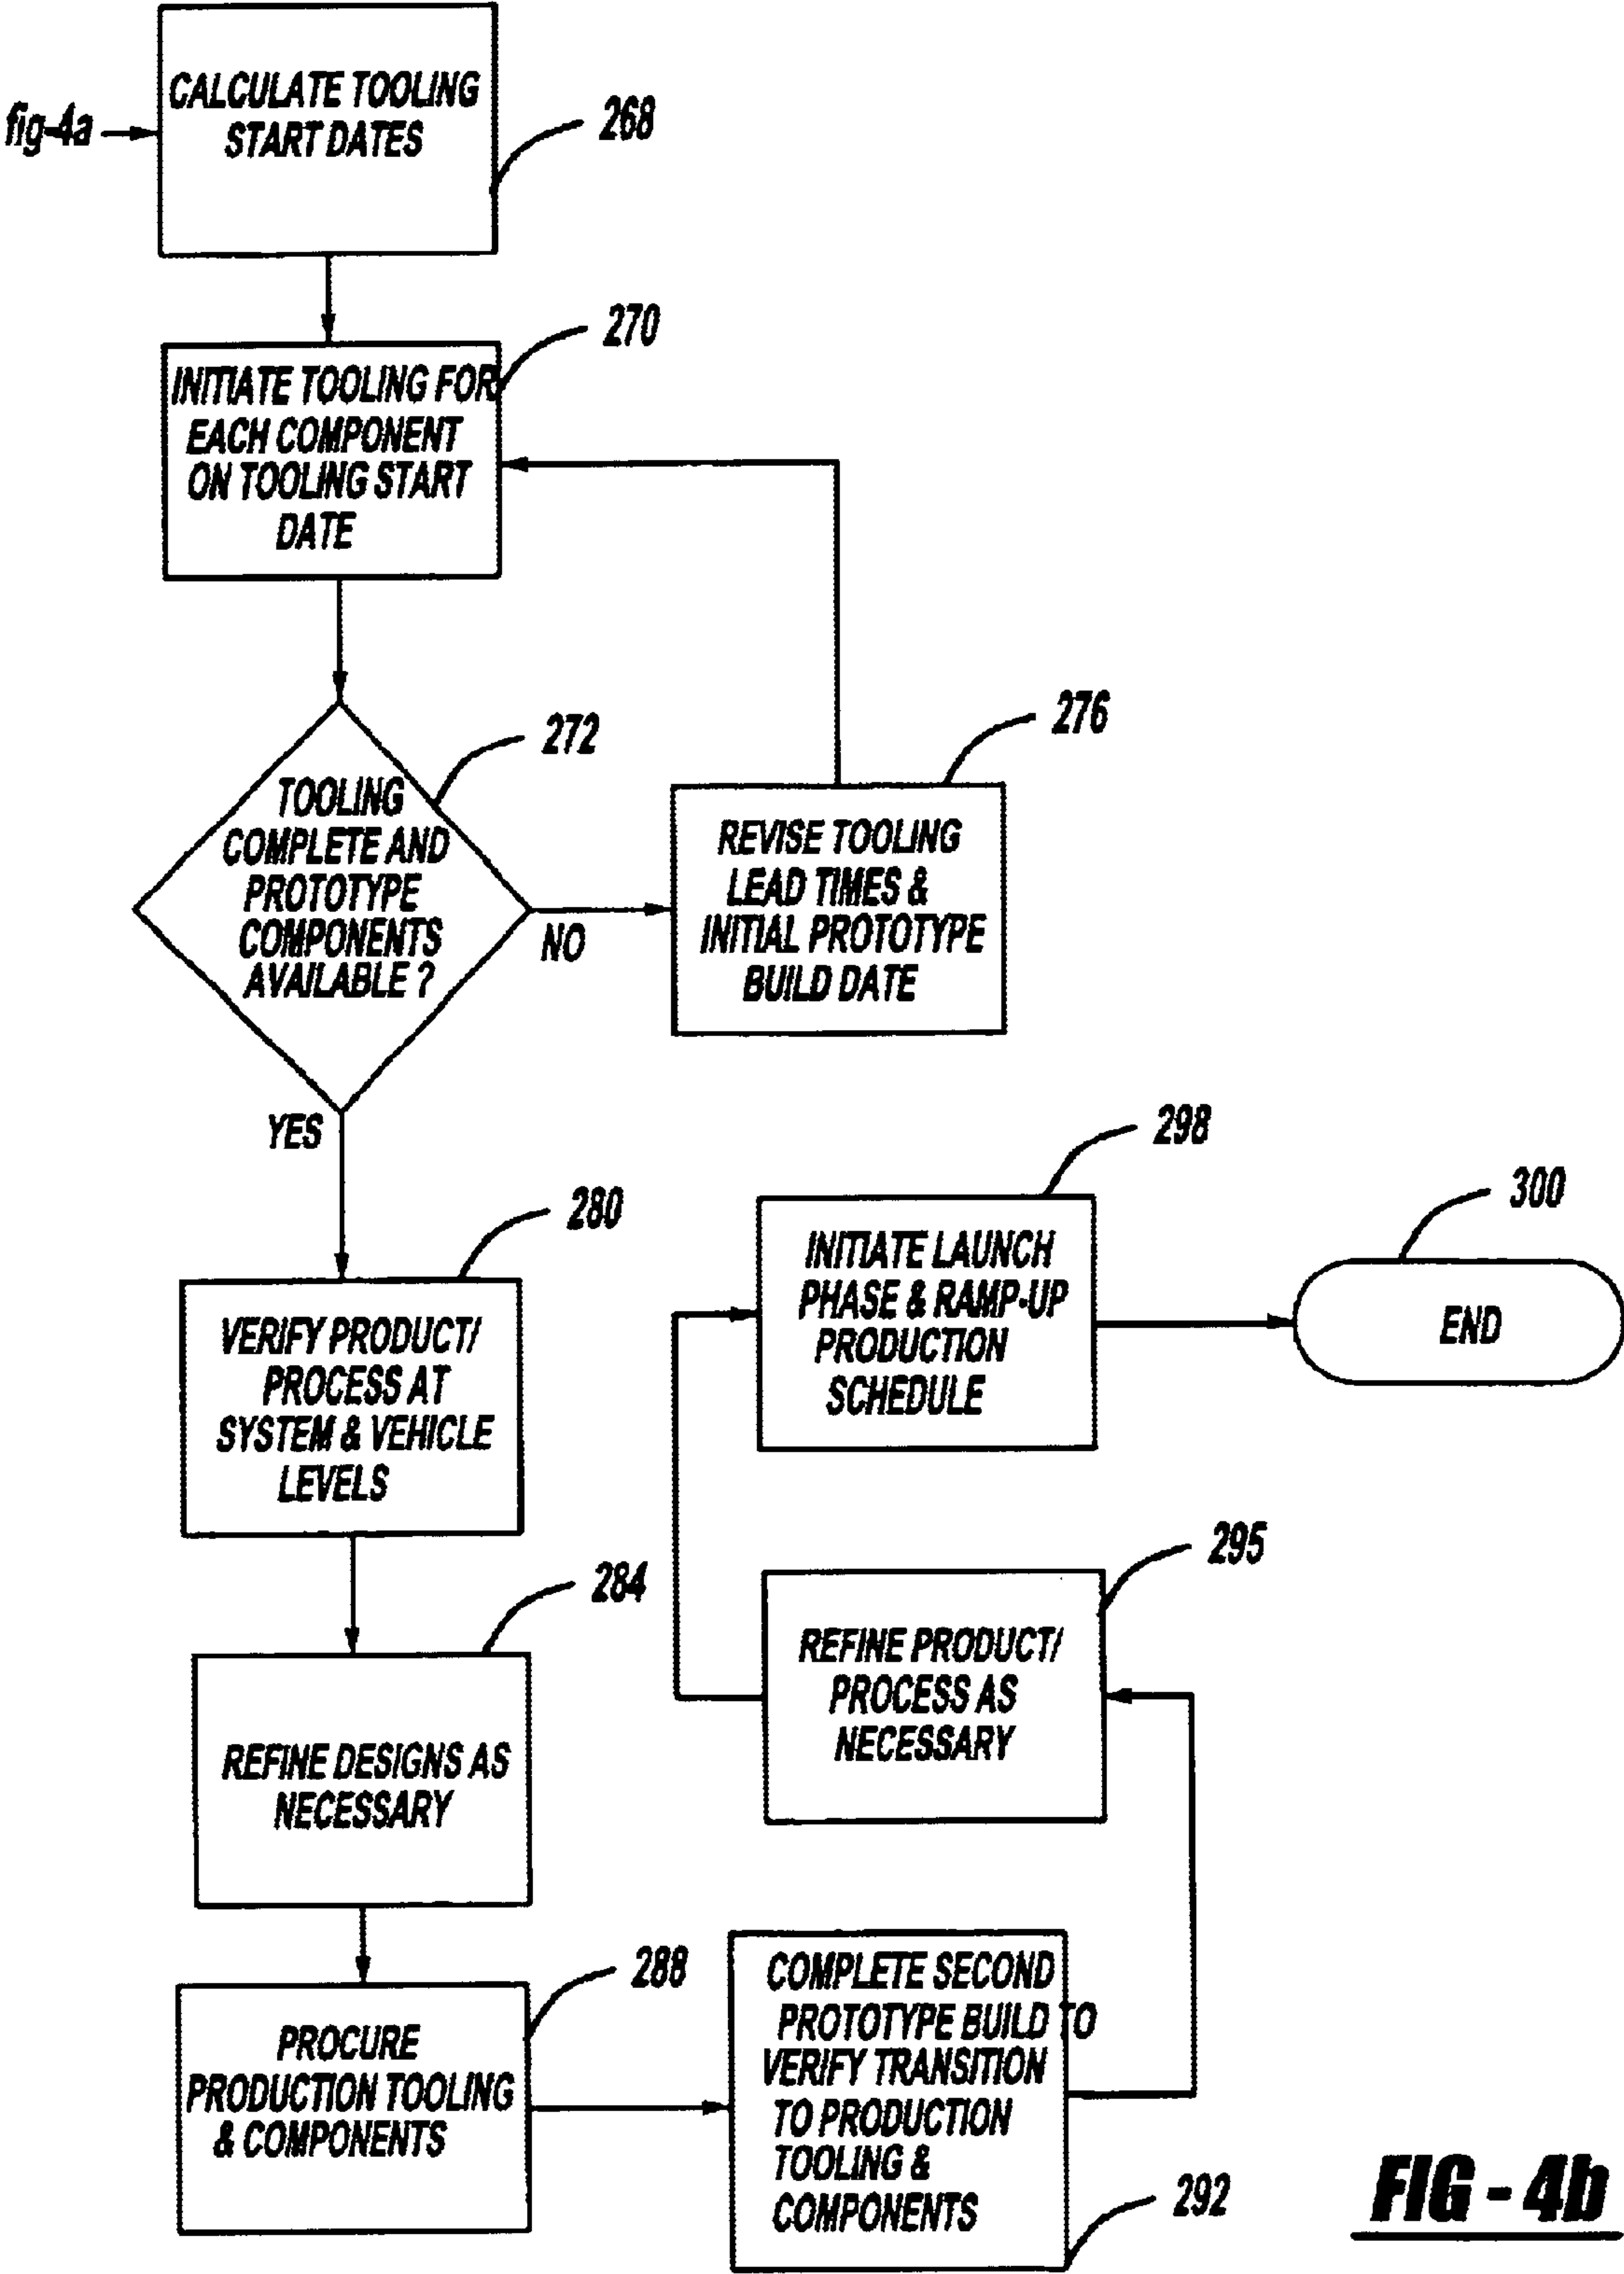 fig-4a
CALCULATE TOOLING
START DATES
268
270
INITIATE TOOLING FOR
EACH COMPONENT
ON TOOLING START
DATE
272
TOOLING
COMPLETE AND
PROTOTYPE
COMPONENTS
AVAILABLE ?
NO
YES
276
REVISE TOOLING
LEAD TIMES &
INITIAL PROTOTYPE
BUILD DATE
280
VERIFY PRODUCT/
PROCESS AT
SYSTEM & VEHICLE
LEVELS
284
REFINE DESIGNS AS
NECESSARY
288
PROCURE
PRODUCTION TOOLING
& COMPONENTS
COMPLETE SECOND
PROTOTYPE BUILD TO
VERIFY TRANSITION
TO PRODUCTION
TOOLING &
COMPONENTS
292
295
REFINE PRODUCT/
PROCESS AS
NECESSARY
298
INITIATE LAUNCH
PHASE & RAMP-UP
PRODUCTION
SCHEDULE
300
END
FIG - 4b